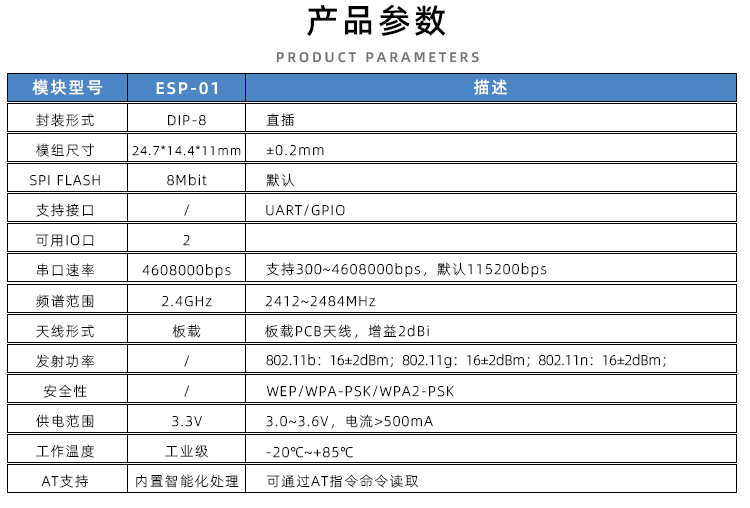 产品参数
PRODUCT PARAMETERS
模块型号 ESP-01 描述
封装形式 DIP-8 直插
模组尺寸 24.7*14.4*11mm ±0.2mm
SPI FLASH 8Mbit 默认
支持接口 / UART/GPIO
可用IO口 2
串口速率 4608000bps 支持300~4608000bps，默认115200bps
频谱范围 2.4GHz 2412~2484MHz
天线形式 板载 板载PCB天线，增益2dBi
发射功率 / 802.11b：16±2dBm；802.11g：16±2dBm；802.11n：16±2dBm；
安全性 / WEP/WPA-PSK/WPA2-PSK
供电范围 3.3V 3.0~3.6V，电流>500mA
工作温度 工业级 -20℃~+85℃
AT支持 内置智能化处理 可通过AT指令命令读取